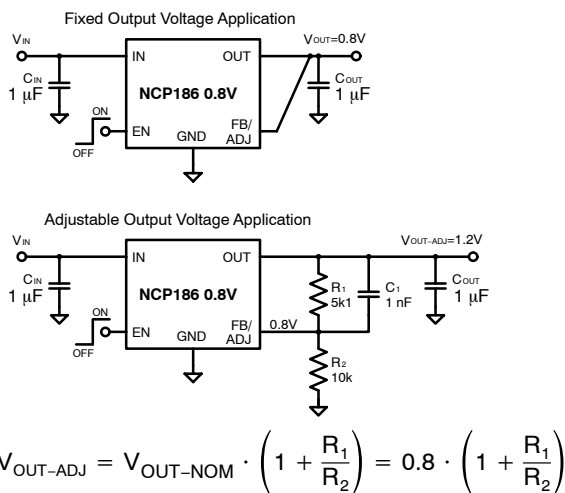 Fixed Output Voltage Application
VIN
VOUT=0.8V
IN
OUT
CIN
1 μF
NCP186 0.8V
COUT
1 μF
ON
EN
GND
FB/
ADJ
OFF
Adjustable Output Voltage Application
VIN
VOUT-ADJ=1.2V
IN
OUT
CIN
1 μF
NCP186 0.8V
R1
5k1
C1
1 nF
COUT
1 μF
ON
EN
GND
FB/
ADJ
0.8V
OFF
R2
10k
VOUT-ADJ = VOUT-NOM · (1 + R1/R2) = 0.8 · (1 + R1/R2)